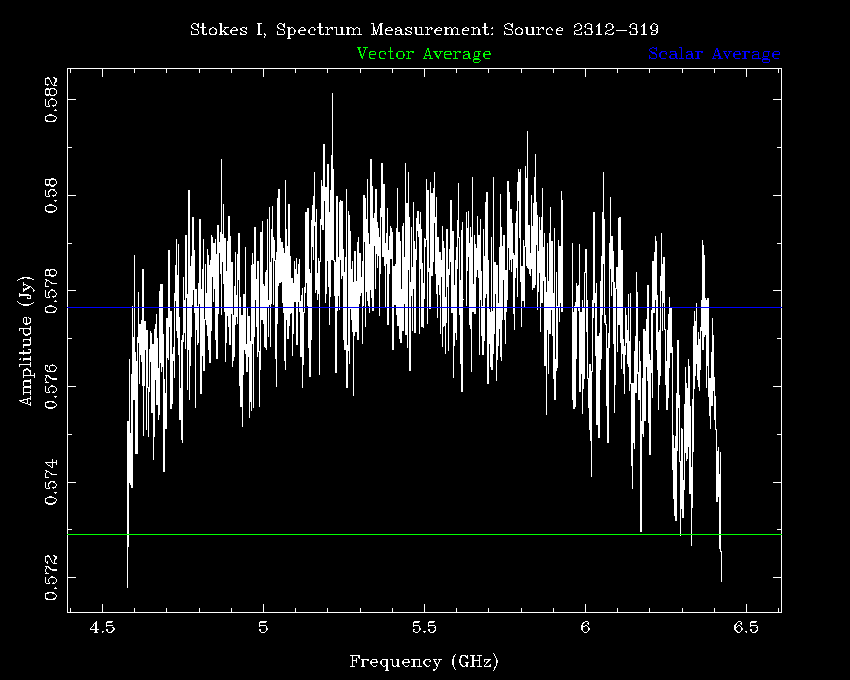 Stokes I, Spectrum Measurement: Source 2312-319
Vector Average
Scalar Average
0.582
0.58
0.578
0.576
0.574
0.572
Amplitude (Jy)
4.5 5 5.5 6 6.5
Frequency (GHz)